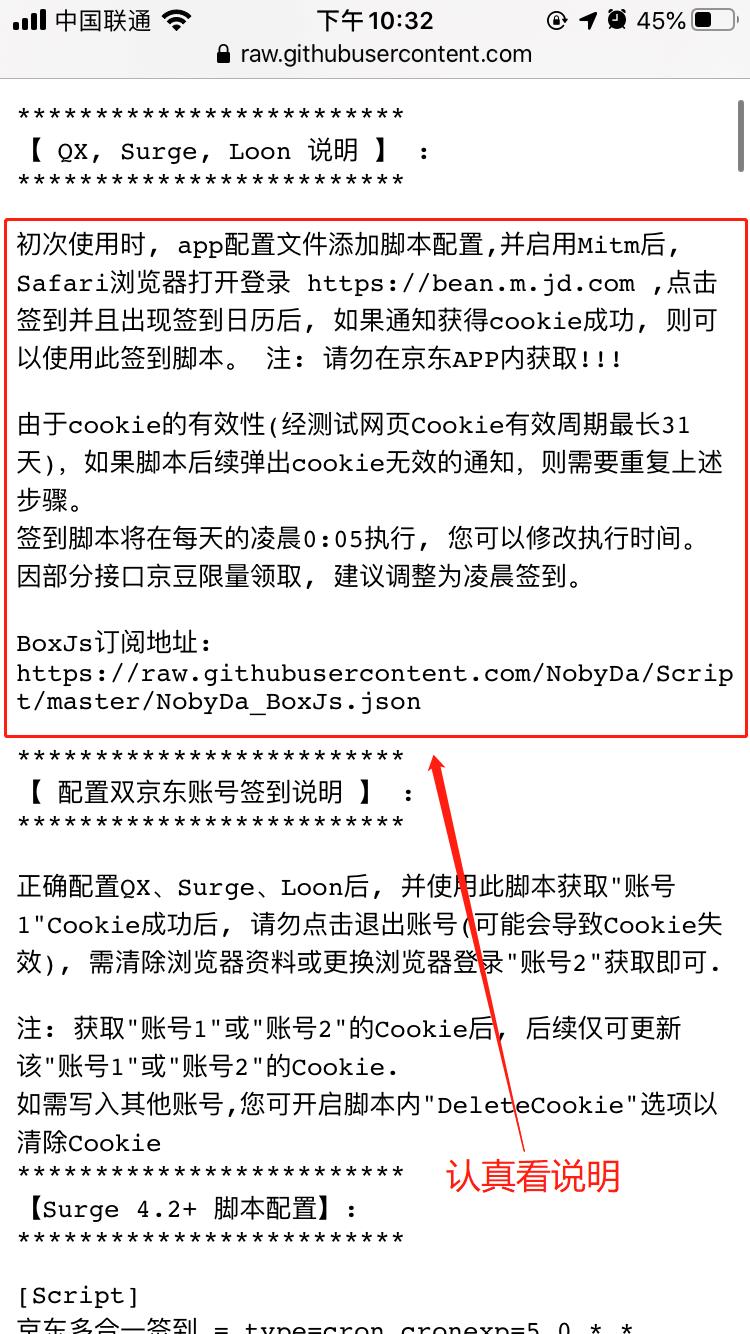 中国联通 下午10:32 45%
raw.githubusercontent.com
*************************
【 QX, Surge, Loon 说明 】 :
*************************
初次使用时, app配置文件添加脚本配置,并启用Mitm后,
Safari浏览器打开登录 https://bean.m.jd.com ,点击
签到并且出现签到日历后, 如果通知获得cookie成功, 则可
以使用此签到脚本。 注: 请勿在京东APP内获取!!!
由于cookie的有效性(经测试网页Cookie有效周期最长31
天)，如果脚本后续弹出cookie无效的通知，则需要重复上述
步骤。
签到脚本将在每天的凌晨0:05执行, 您可以修改执行时间。
因部分接口京豆限量领取, 建议调整为凌晨签到。
BoxJs订阅地址:
https://raw.githubusercontent.com/NobyDa/Scrip
t/master/NobyDa_BoxJs.json
*************************
【 配置双京东账号签到说明 】 :
*************************
正确配置QX、Surge、Loon后, 并使用此脚本获取"账号
1"Cookie成功后, 请勿点击退出账号(可能会导致Cookie失
效), 需清除浏览器资料或更换浏览器登录"账号2"获取即可.
注: 获取"账号1"或"账号2"的Cookie后, 后续仅可更新
该"账号1"或"账号2"的Cookie.
如需写入其他账号,您可开启脚本内"DeleteCookie"选项以
清除Cookie
*************************
认真看说明
【Surge 4.2+ 脚本配置】:
*************************
[Script]
京东多合一签到 = type=cron,cronexp=5 0 * *